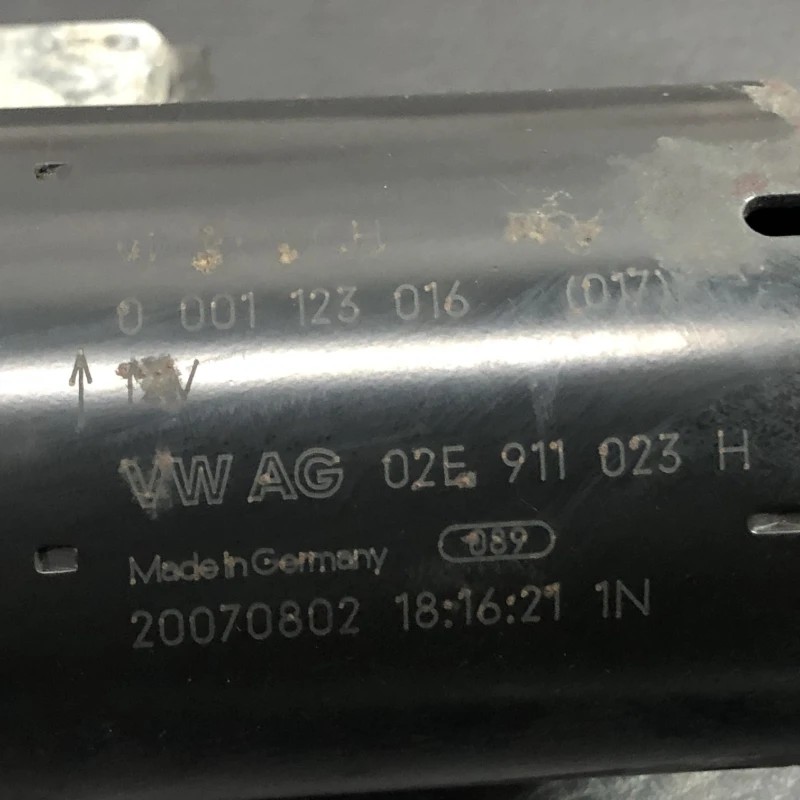 0 001 123 016 (017)
VW AG 02E 911 023 H
Made in Germany 089
20070802 18:16:21 1N